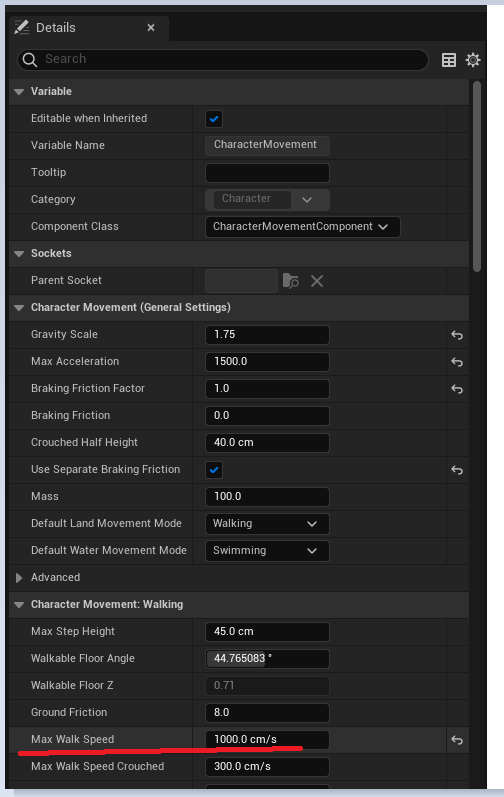 Details
Search
Variable
Editable when Inherited
Variable Name CharacterMovement
Tooltip
Category Character
Component Class CharacterMovementComponent
Sockets
Parent Socket
Character Movement (General Settings)
Gravity Scale 1.75
Max Acceleration 1500.0
Braking Friction Factor 1.0
Braking Friction 0.0
Crouched Half Height 40.0 cm
Use Separate Braking Friction
Mass 100.0
Default Land Movement Mode Walking
Default Water Movement Mode Swimming
Advanced
Character Movement: Walking
Max Step Height 45.0 cm
Walkable Floor Angle 44.765083 °
Walkable Floor Z 0.71
Ground Friction 8.0
Max Walk Speed 1000.0 cm/s
Max Walk Speed Crouched 300.0 cm/s